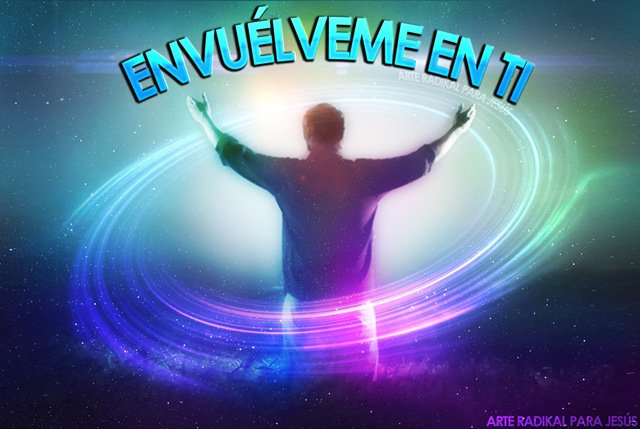 ENVUÉLVEME EN TI
ARTE RADIKAL PARA JESÚS
ARTE RADIKAL PARA JESÚS